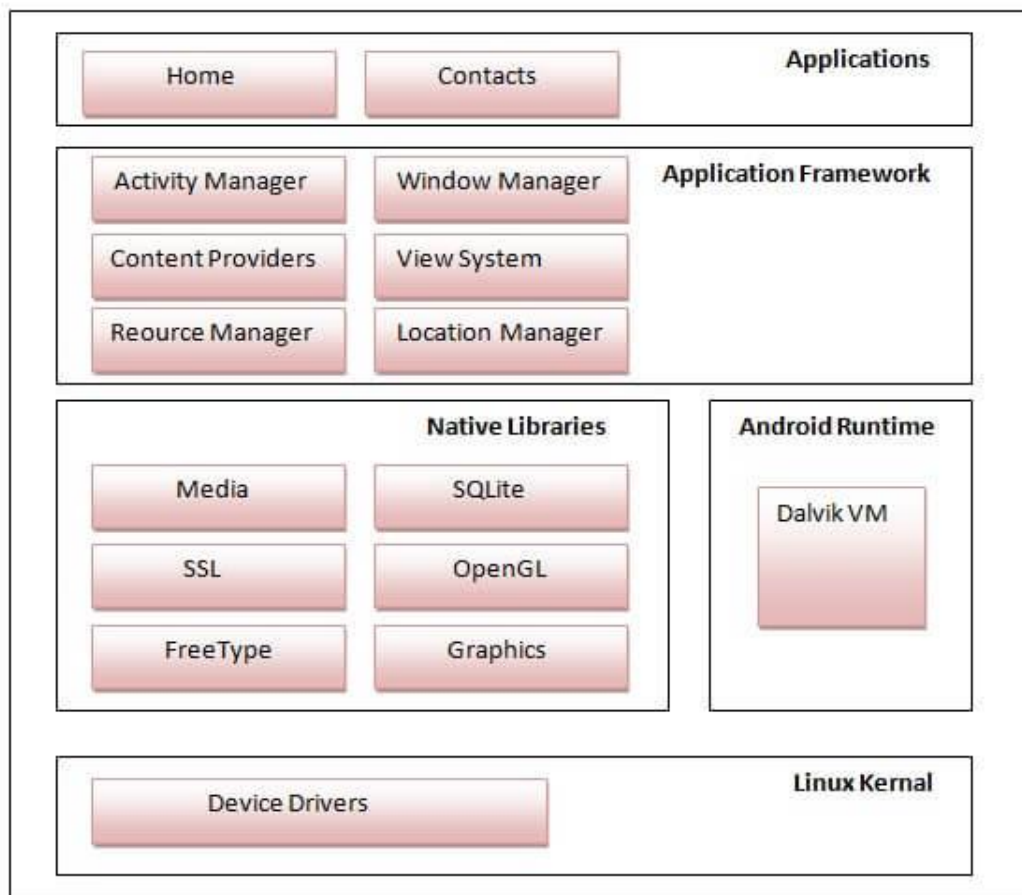 Applications
Home
Contacts
Application Framework
Activity Manager
Window Manager
Content Providers
View System
Reource Manager
Location Manager
Native Libraries
Media
SQLite
SSL
OpenGL
FreeType
Graphics
Android Runtime
Dalvik VM
Linux Kernal
Device Drivers